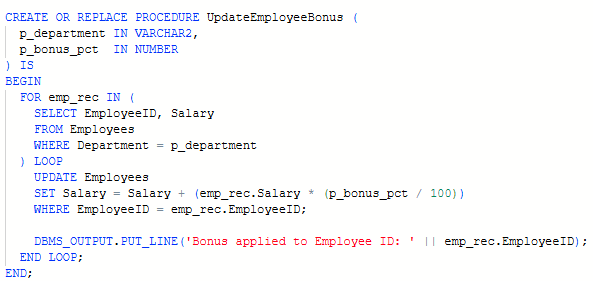 CREATE OR REPLACE PROCEDURE UpdateEmployeeBonus (
  p_department IN VARCHAR2,
  p_bonus_pct  IN NUMBER
) IS
BEGIN
  FOR emp_rec IN (
    SELECT EmployeeID, Salary
    FROM Employees
    WHERE Department = p_department
  ) LOOP
    UPDATE Employees
    SET Salary = Salary + (emp_rec.Salary * (p_bonus_pct / 100))
    WHERE EmployeeID = emp_rec.EmployeeID;

    DBMS_OUTPUT.PUT_LINE('Bonus applied to Employee ID: ' || emp_rec.EmployeeID);
  END LOOP;
END;